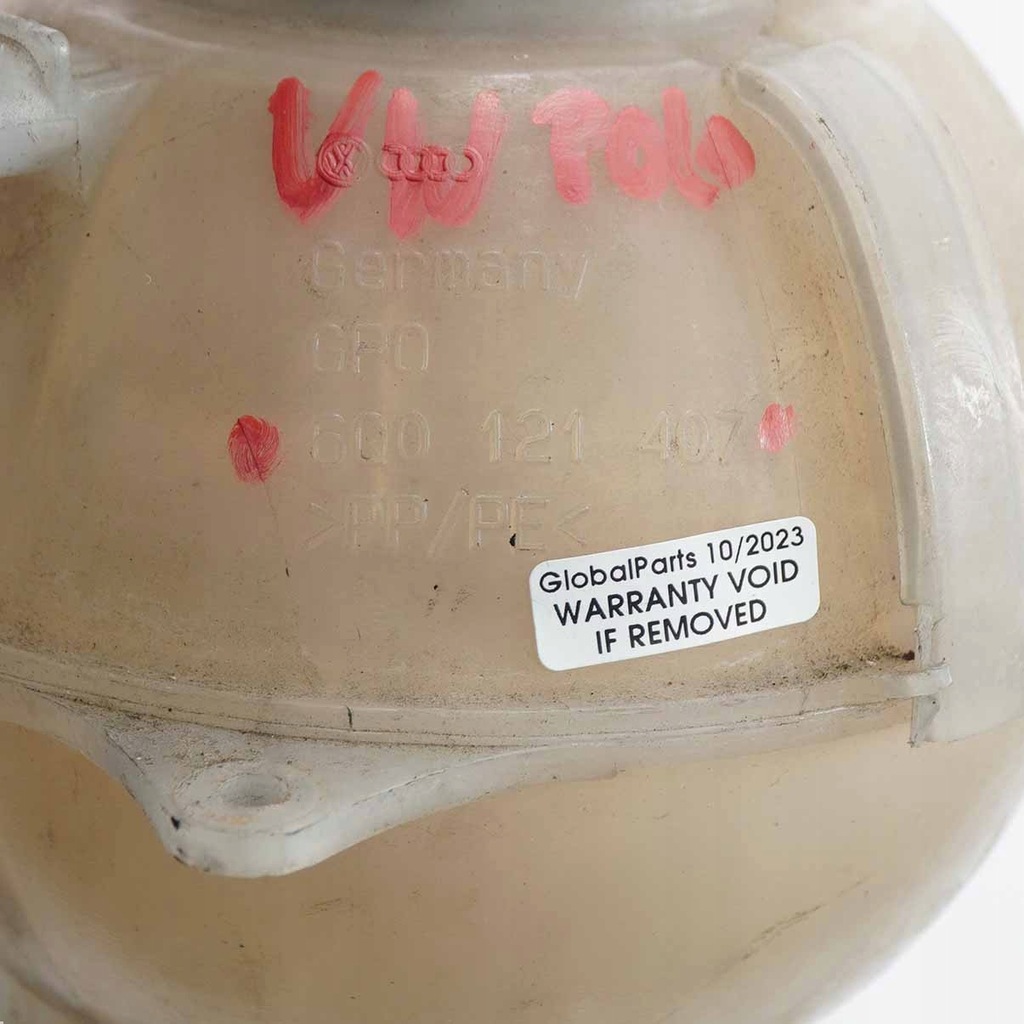 VW POLO
Germany
GPO
6Q0 121 407
>PP/PE<
GlobalParts 10/2023
WARRANTY VOID
IF REMOVED